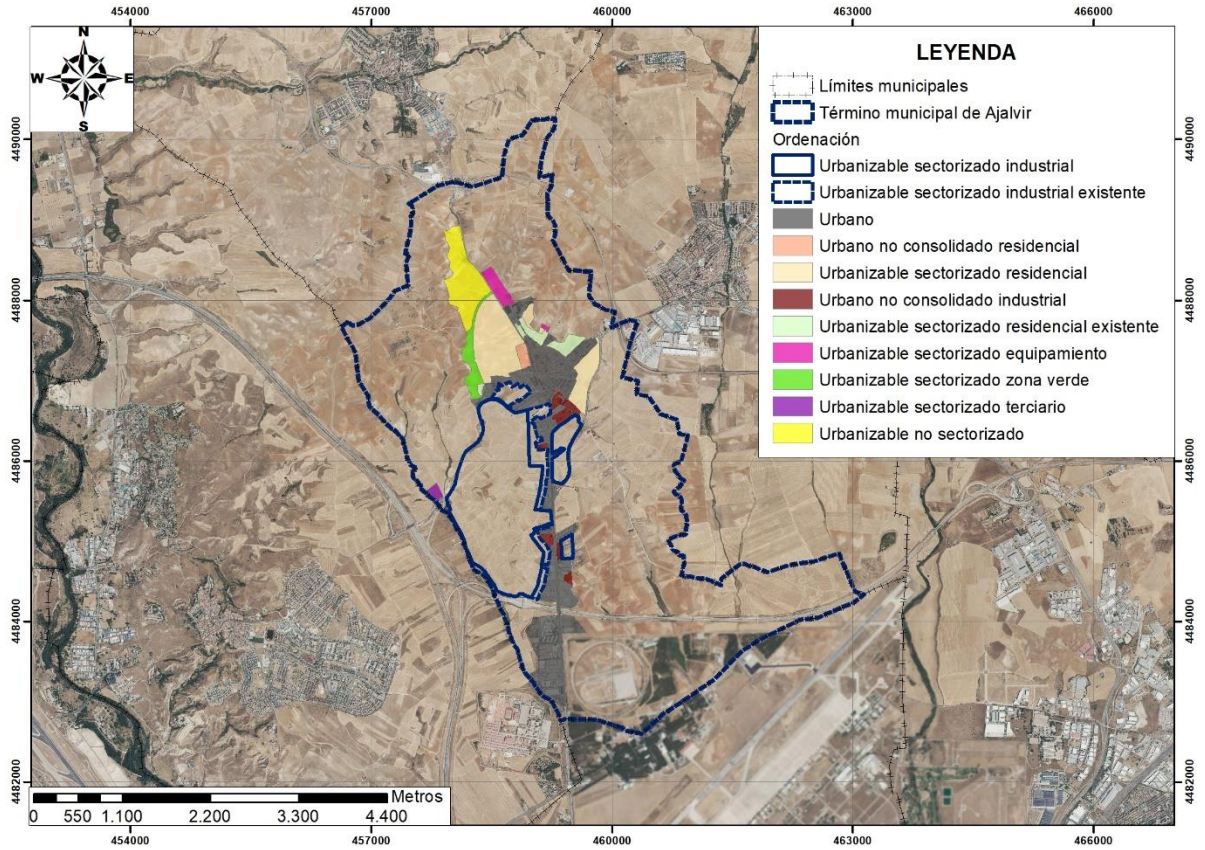 454000 457000 460000 463000 466000
N
W E
S
LEYENDA
Límites municipales
Término municipal de Ajalvir
Ordenación
Urbanizable sectorizado industrial
Urbanizable sectorizado industrial existente
Urbano
Urbano no consolidado residencial
Urbanizable sectorizado residencial
Urbano no consolidado industrial
Urbanizable sectorizado residencial existente
Urbanizable sectorizado equipamiento
Urbanizable sectorizado zona verde
Urbanizable sectorizado terciario
Urbanizable no sectorizado
4490000 4490000
4488000 4488000
4486000 4486000
4484000 4484000
4482000 4482000
Metros
0 550 1.100 2.200 3.300 4.400
454000 457000 460000 463000 466000